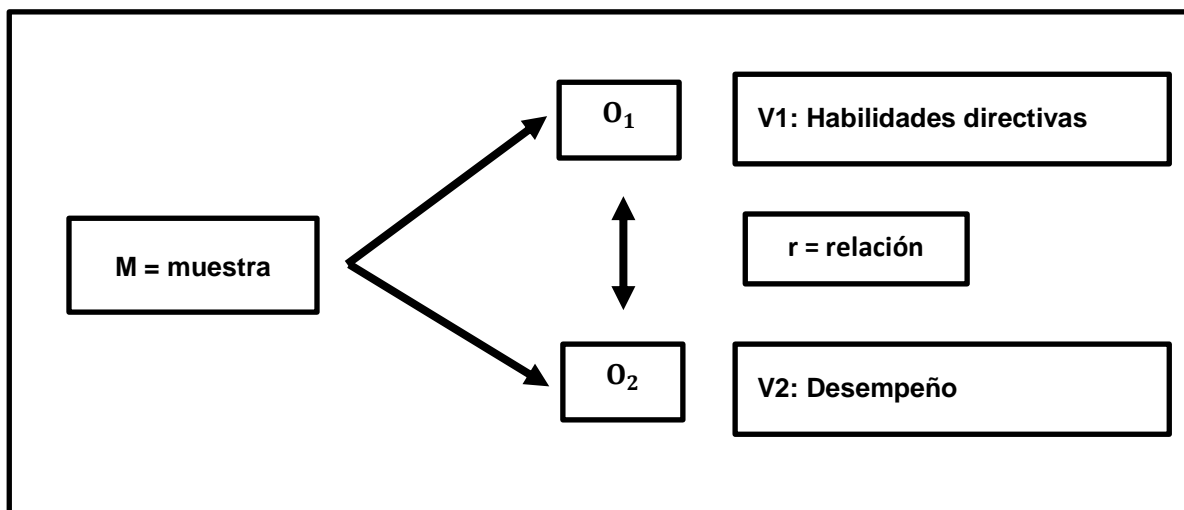 O₁
V1: Habilidades directivas
M = muestra
r = relación
O₂
V2: Desempeño